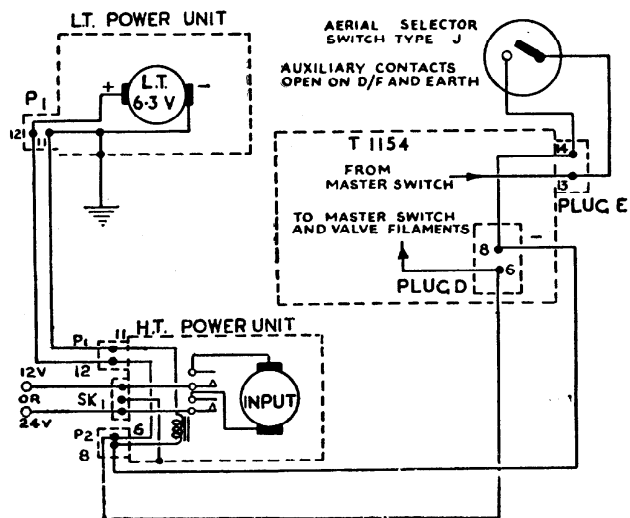 L.T. POWER UNIT
AERIAL SELECTOR
SWITCH TYPE J
AUXILIARY CONTACTS
OPEN ON D/F AND EARTH
P1
+
L.T.
6·3 V
-
12
11
T 1154
14
FROM
MASTER SWITCH
13
PLUG E
TO MASTER SWITCH
AND VALVE FILAMENTS
8
-
6
PLUG D
H.T. POWER UNIT
P1
11
12
12V
OR
24V
SK1
INPUT
P2
6
8